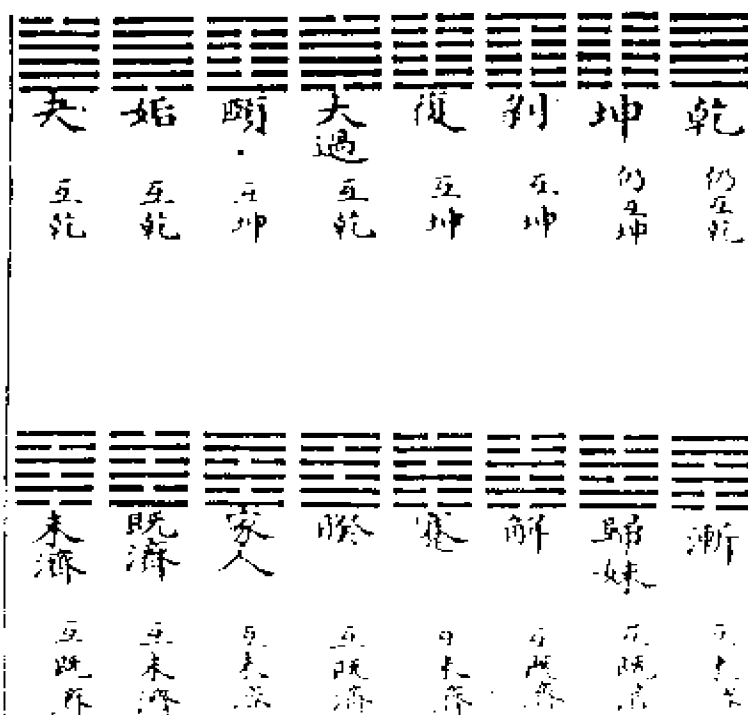 乾
仍互乾
坤
仍互坤
剝
互坤
復
互坤
大過
互乾
頤
互坤
姤
互乾
夬
互乾
漸
互未濟
歸妹
互既濟
解
互既濟
蹇
互未濟
睽
互既濟
家人
互未濟
既濟
互未濟
未濟
互既濟